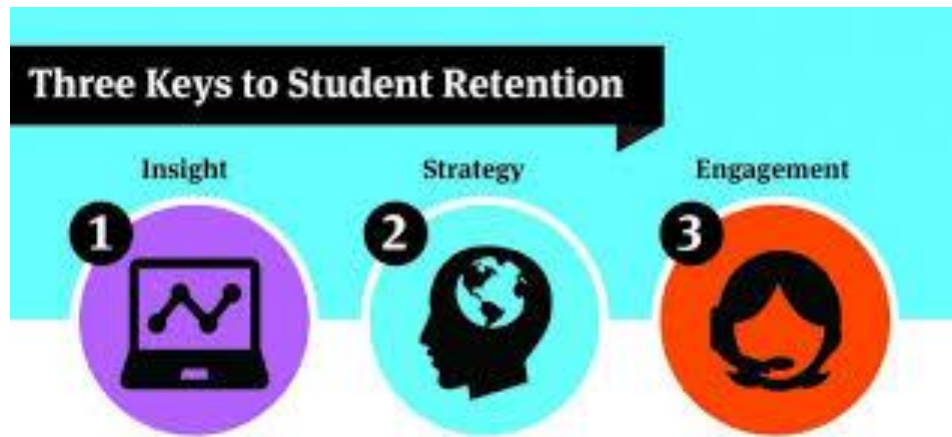 Three Keys to Student Retention
Insight
Strategy
Engagement
1
2
3